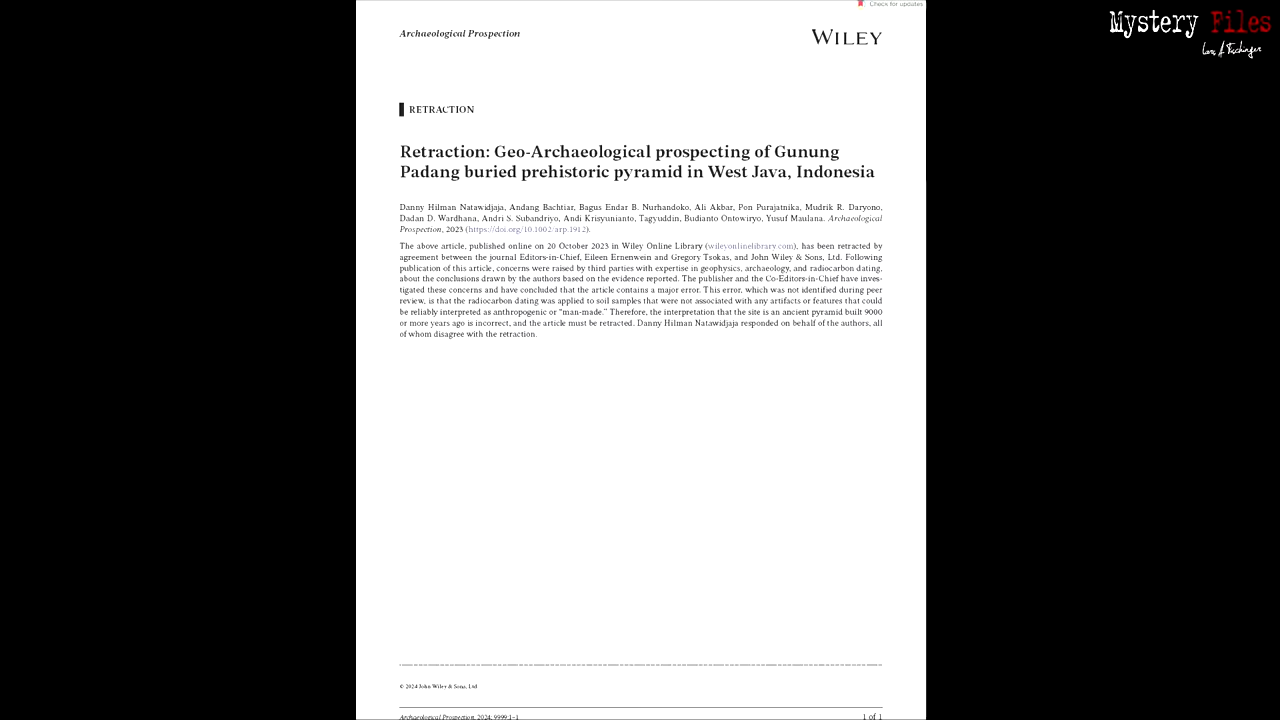 Check for updates
Mystery Files
Archaeological Prospection
WILEY
RETRACTION
Retraction: Geo-Archaeological prospecting of Gunung
Padang buried prehistoric pyramid in West Java, Indonesia
Danny Hilman Natawidjaja, Andang Bachtiar, Bagus Endar B. Nurhandoko, Ali Akbar, Pon Purajatnika, Mudrik R. Daryono,
Dadan D. Wardhana, Andri S. Subandriyo, Andi Krisyunianto, Tagyuddin, Budianto Ontowiryo, Yusuf Maulana. Archaeological
Prospection, 2023 (https://doi.org/10.1002/arp.1912).
The above article, published online on 20 October 2023 in Wiley Online Library (wileyonlinelibrary.com), has been retracted by
agreement between the journal Editors-in-Chief, Eileen Ernenwein and Gregory Tsokas, and John Wiley & Sons, Ltd. Following
publication of this article, concerns were raised by third parties with expertise in geophysics, archaeology, and radiocarbon dating,
about the conclusions drawn by the authors based on the evidence reported. The publisher and the Co-Editors-in-Chief have inves-
tigated these concerns and have concluded that the article contains a major error. This error, which was not identified during peer
review, is that the radiocarbon dating was applied to soil samples that were not associated with any artifacts or features that could
be reliably interpreted as anthropogenic or "man-made." Therefore, the interpretation that the site is an ancient pyramid built 9000
or more years ago is incorrect, and the article must be retracted. Danny Hilman Natawidjaja responded on behalf of the authors, all
of whom disagree with the retraction.
© 2024 John Wiley & Sons, Ltd
Archaeological Prospection, 2024; 9999:1–1
1 of 1